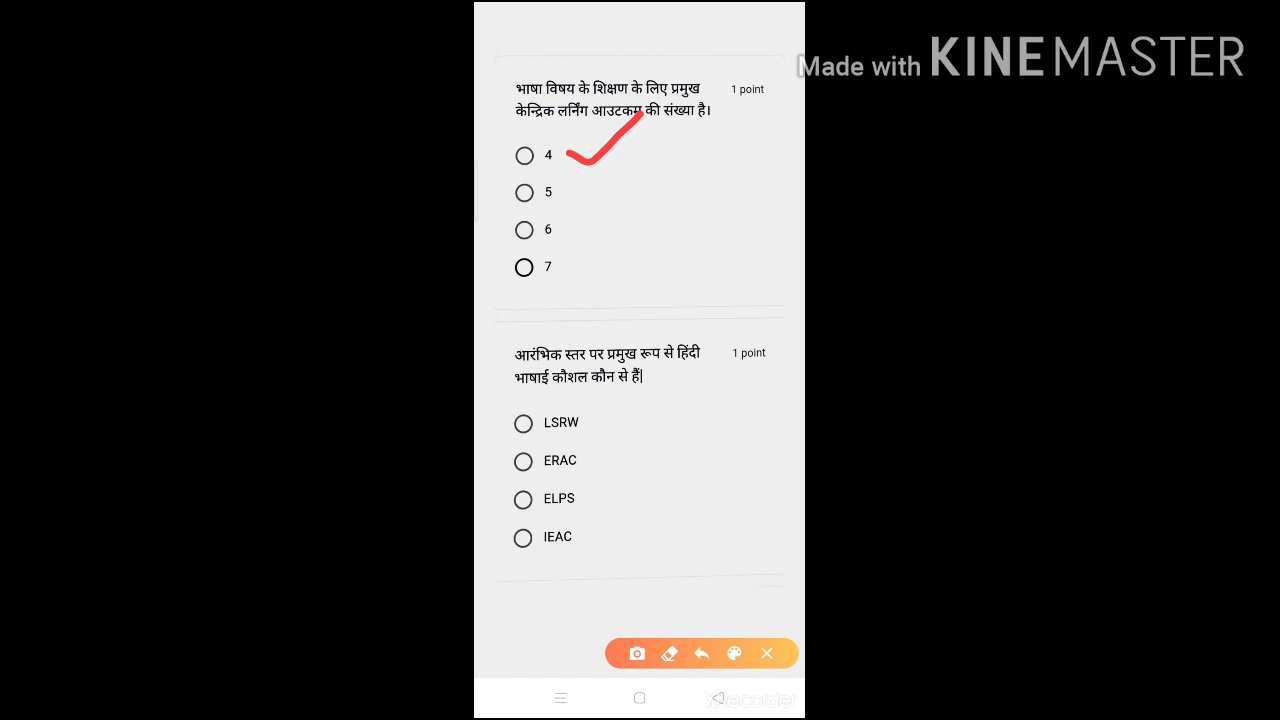 Made with KINEMASTER
भाषा विषय के शिक्षण के लिए प्रमुख 1 point
केन्द्रिक लर्निंग आउटकम की संख्या है।
4
5
6
7
आरंभिक स्तर पर प्रमुख रूप से हिंदी 1 point
भाषाई कौशल कौन से हैं|
LSRW
ERAC
ELPS
IEAC
XRecorder